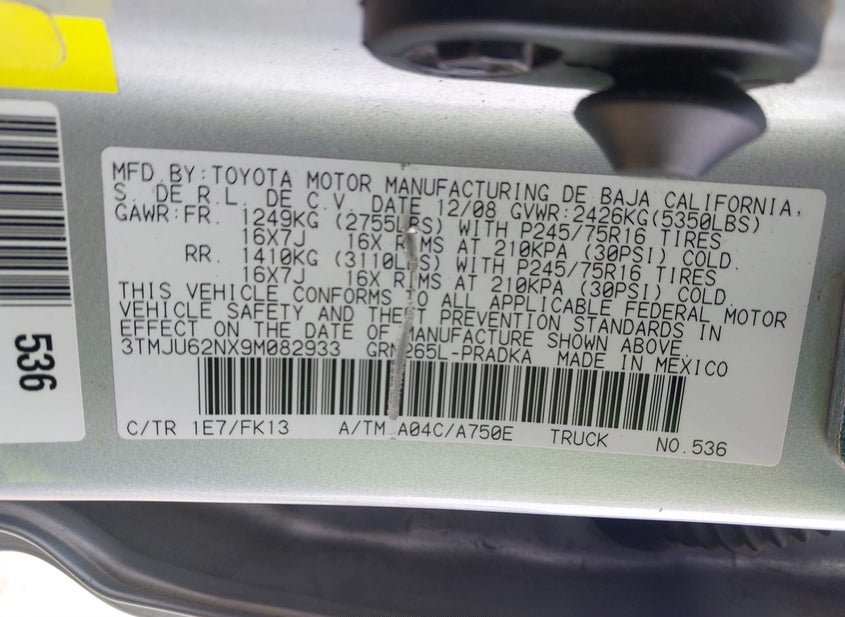 MFD.BY:TOYOTA MOTOR MANUFACTURING DE BAJA CALIFORNIA,
S. DE R.L. DE C.V. DATE 12/08 GVWR:2426KG(5350LBS)
GAWR:FR. 1249KG (2755LBS) WITH P245/75R16 TIRES
16X7J 16X RIMS AT 210KPA (30PSI) COLD.
RR. 1410KG (3110LBS) WITH P245/75R16 TIRES
16X7J 16X RIMS AT 210KPA (30PSI) COLD.
THIS VEHICLE CONFORMS TO ALL APPLICABLE FEDERAL MOTOR
VEHICLE SAFETY AND THEFT PREVENTION STANDARDS IN
EFFECT ON THE DATE OF MANUFACTURE SHOWN ABOVE.
3TMJU62NX9M082933 GRN265L-PRADKA MADE IN MEXICO
C/TR 1E7/FK13 A/TM A04C/A750E TRUCK NO.536
536